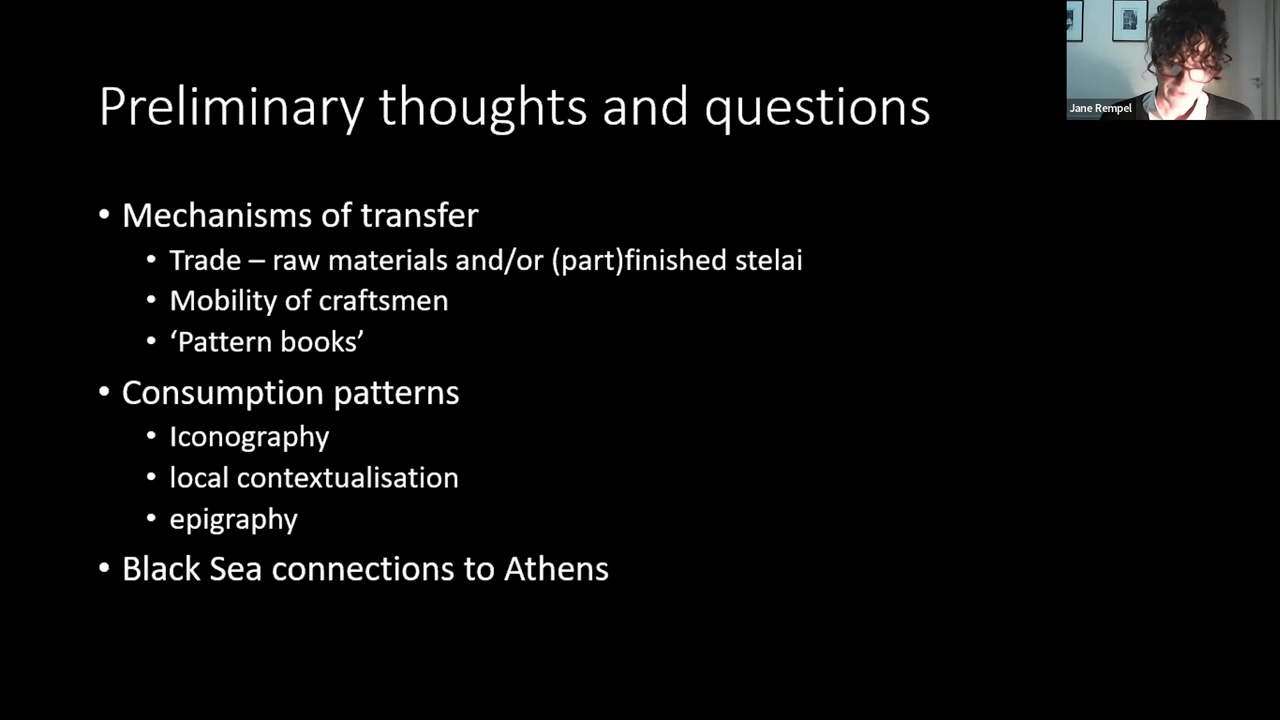 Preliminary thoughts and questions
Jane Rempel
• Mechanisms of transfer
• Trade – raw materials and/or (part)finished stelai
• Mobility of craftsmen
• ‘Pattern books’
• Consumption patterns
• Iconography
• local contextualisation
• epigraphy
• Black Sea connections to Athens